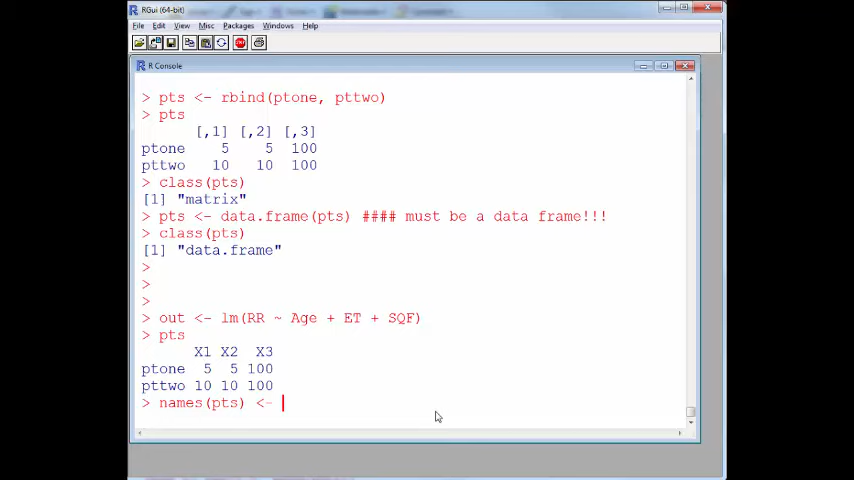 RGui (64-bit)
File Edit View Misc Packages Windows Help
STOP
R Console
> pts <- rbind(ptone, pttwo)
> pts
[,1] [,2] [,3]
ptone 5 5 100
pttwo 10 10 100
> class(pts)
[1] "matrix"
> pts <- data.frame(pts) #### must be a data frame!!!
> class(pts)
[1] "data.frame"
>
>
>
> out <- lm(RR ~ Age + ET + SQF)
> pts
X1 X2 X3
ptone 5 5 100
pttwo 10 10 100
> names(pts) <-